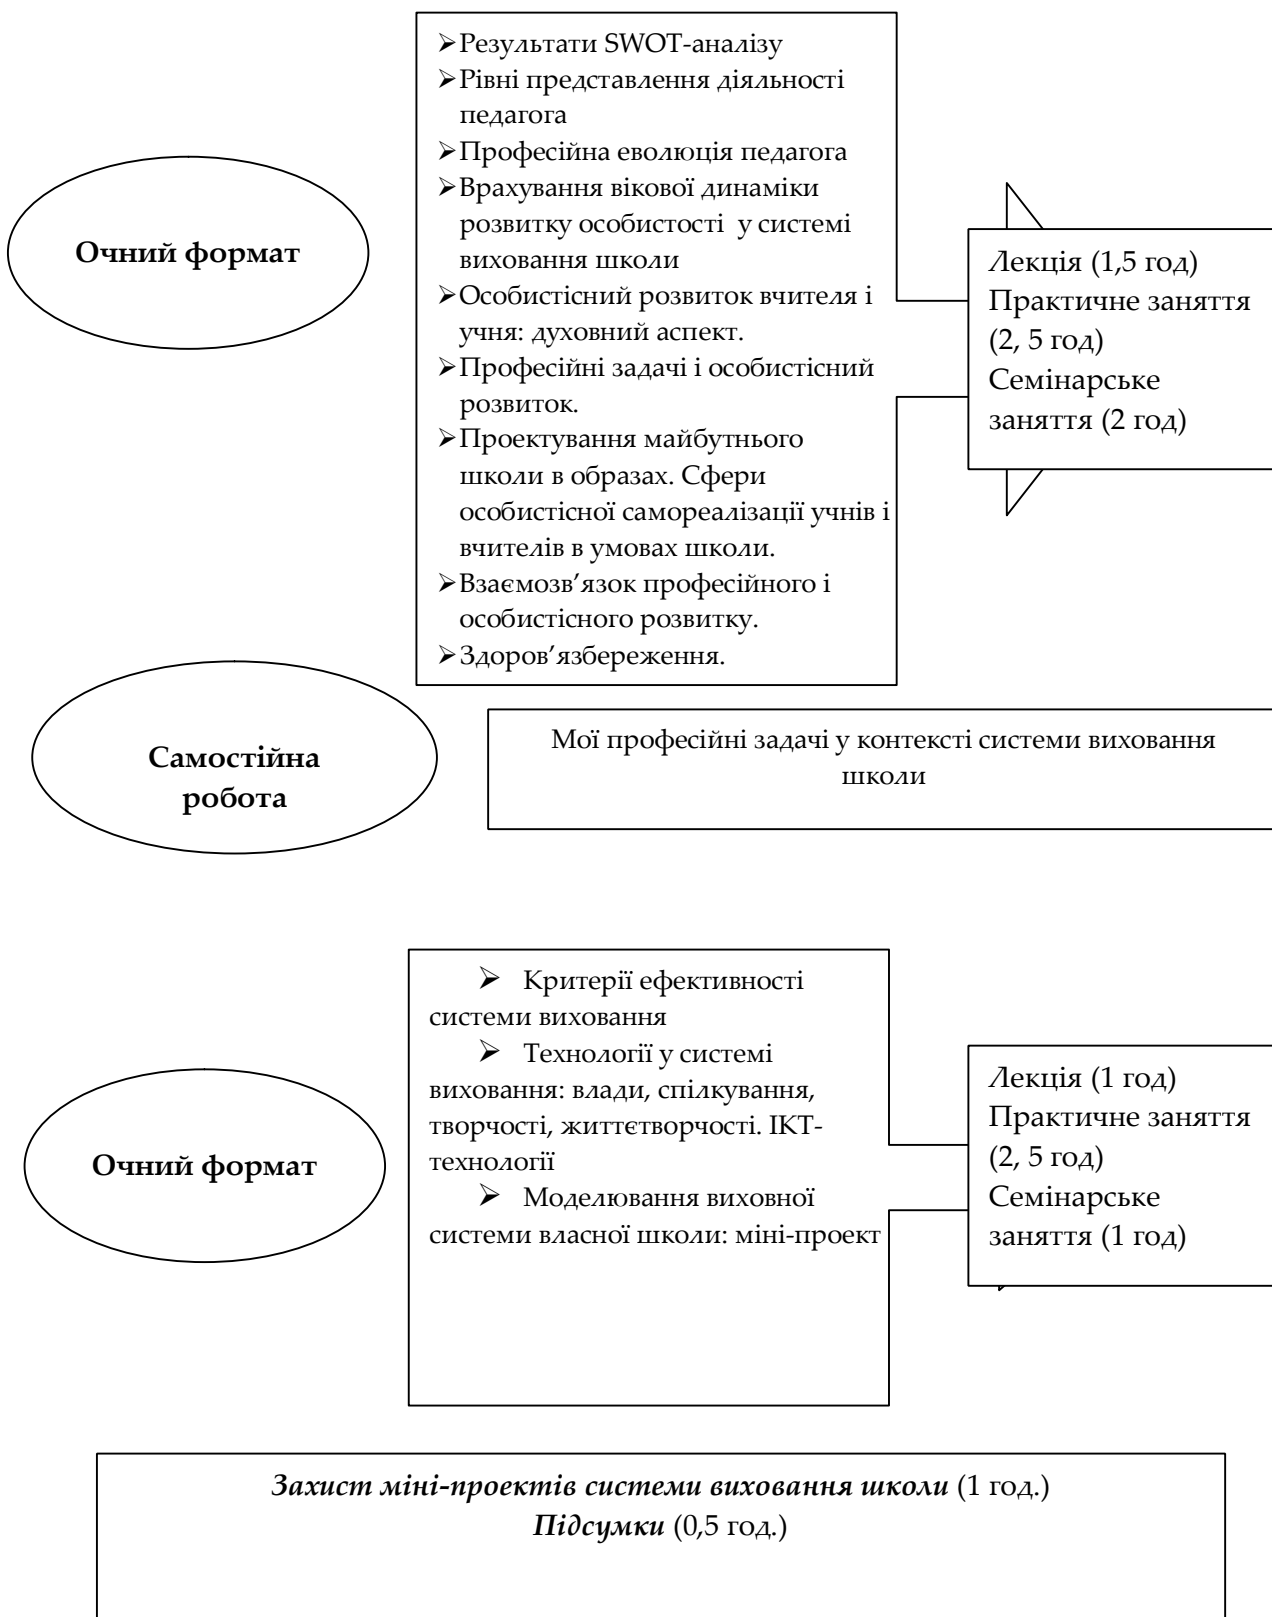 Очний формат
➢Результати SWOT-аналізу
➢Рівні представлення діяльності
педагога
➢Професійна еволюція педагога
➢Врахування вікової динаміки
розвитку особистості у системі
виховання школи
➢Особистісний розвиток вчителя і
учня: духовний аспект.
➢Професійні задачі і особистісний
розвиток.
➢Проектування майбутнього
школи в образах. Сфери
особистісної самореалізації учнів і
вчителів в умовах школи.
➢Взаємозв’язок професійного і
особистісного розвитку.
➢Здоров’язбереження.
Лекція (1,5 год)
Практичне заняття
(2, 5 год)
Семінарське
заняття (2 год)
Самостійна
робота
Мої професійні задачі у контексті системи виховання
школи
Очний формат
➢ Критерії ефективності
системи виховання
➢ Технології у системі
виховання: влади, спілкування,
творчості, життєтворчості. ІКТ-
технології
➢ Моделювання виховної
системи власної школи: міні-проект
Лекція (1 год)
Практичне заняття
(2, 5 год)
Семінарське
заняття (1 год)
Захист міні-проектів системи виховання школи (1 год.)
Підсумки (0,5 год.)